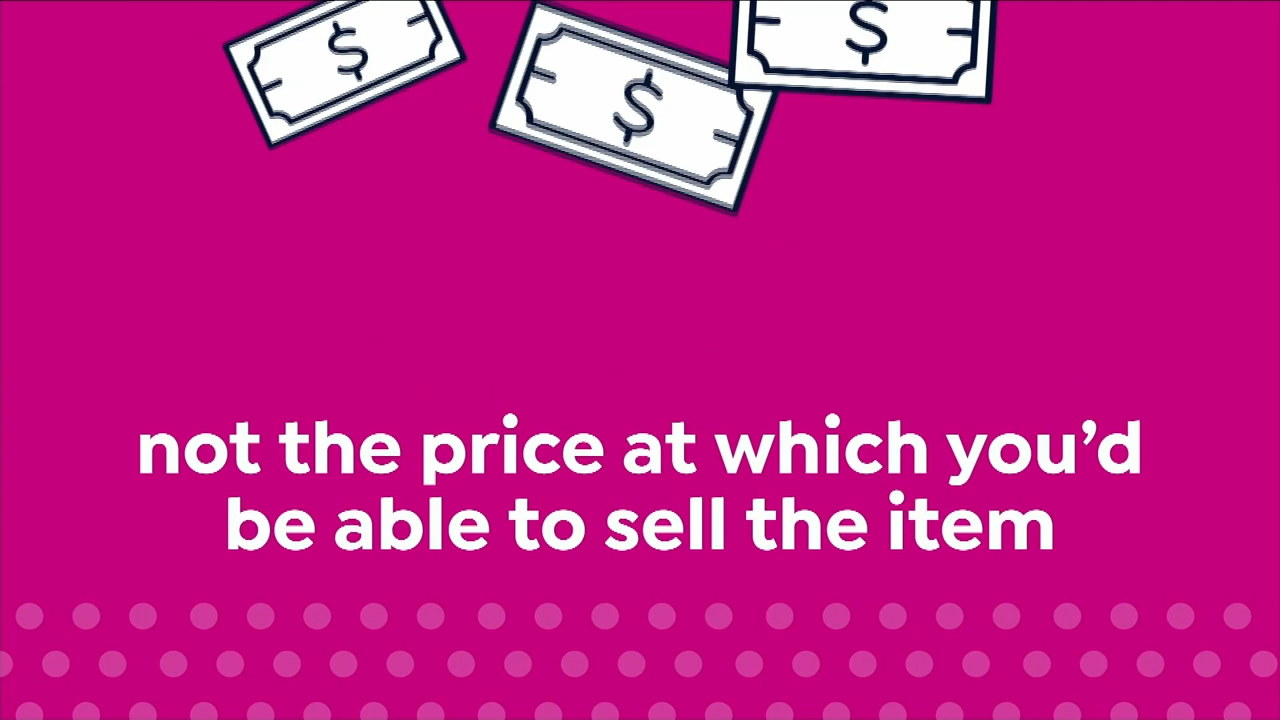 $
$
$
not the price at which you’d
be able to sell the item